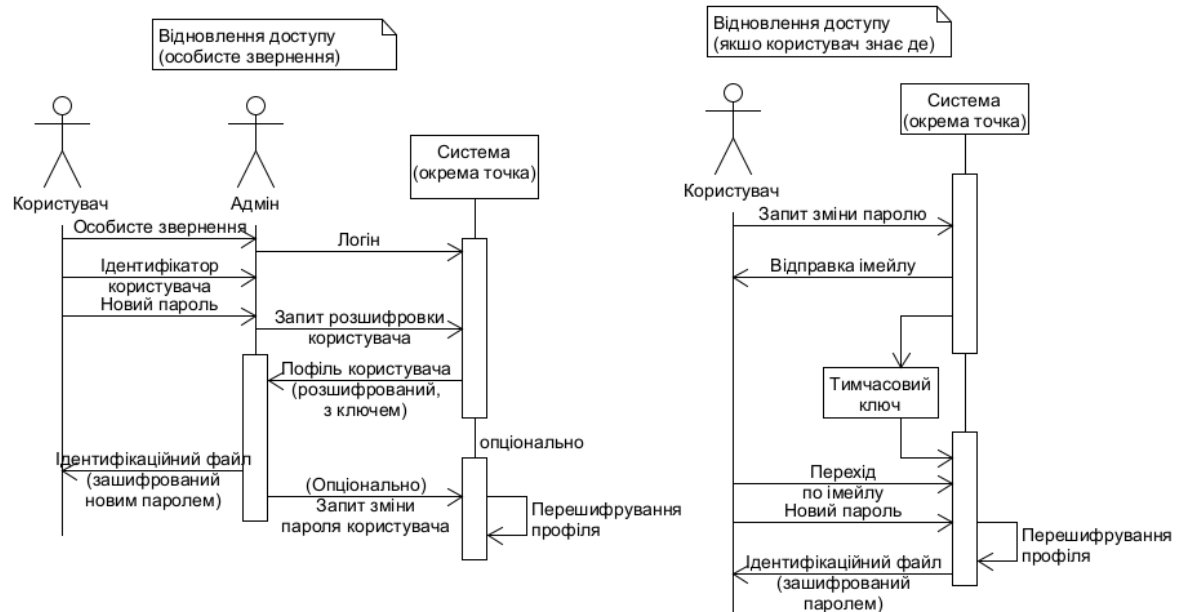 Відновлення доступу
(особисте звернення)
Користувач
Адмін
Система
(окрема точка)
Особисте звернення
Логін
Ідентифікатор
користувача
Новий пароль
Запит розшифровки
користувача
Пофіль користувача
(розшифрований,
з ключем)
опціонально
Ідентифікаційний файл
(зашифрований
новим паролем)
(Опціонально)
Запит зміни
пароля користувача
Перешифрування
профіля
Відновлення доступу
(якшо користувач знає де)
Користувач
Система
(окрема точка)
Запит зміни паролю
Відправка імейлу
Тимчасовий
ключ
Перехід
по імейлу
Новий пароль
Перешифрування
профіля
Ідентифікаційний файл
(зашифрований
паролем)